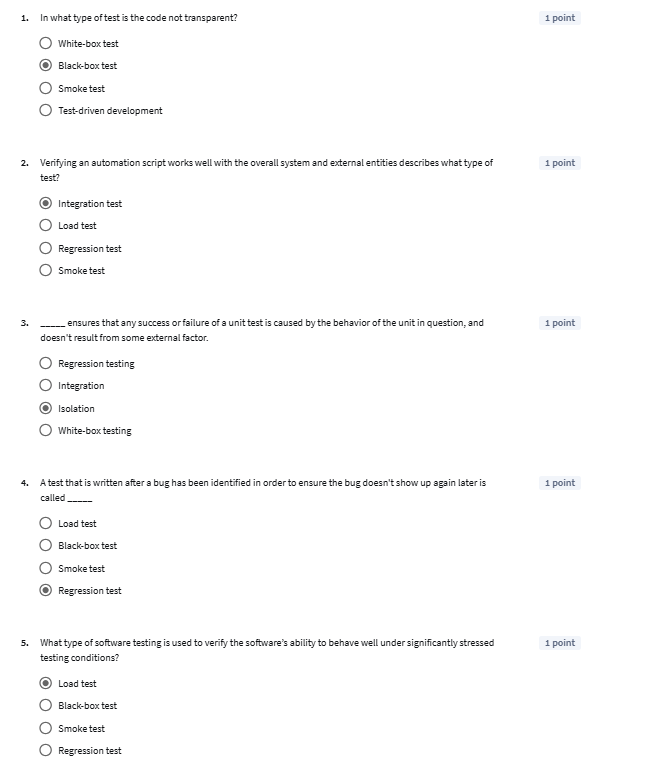 1. In what type of test is the code not transparent? 1 point
White-box test
Black-box test
Smoke test
Test-driven development
2. Verifying an automation script works well with the overall system and external entities describes what type of 1 point
test?
Integration test
Load test
Regression test
Smoke test
3. _____ ensures that any success or failure of a unit test is caused by the behavior of the unit in question, and 1 point
doesn't result from some external factor.
Regression testing
Integration
Isolation
White-box testing
4. A test that is written after a bug has been identified in order to ensure the bug doesn't show up again later is 1 point
called _____
Load test
Black-box test
Smoke test
Regression test
5. What type of software testing is used to verify the software's ability to behave well under significantly stressed 1 point
testing conditions?
Load test
Black-box test
Smoke test
Regression test